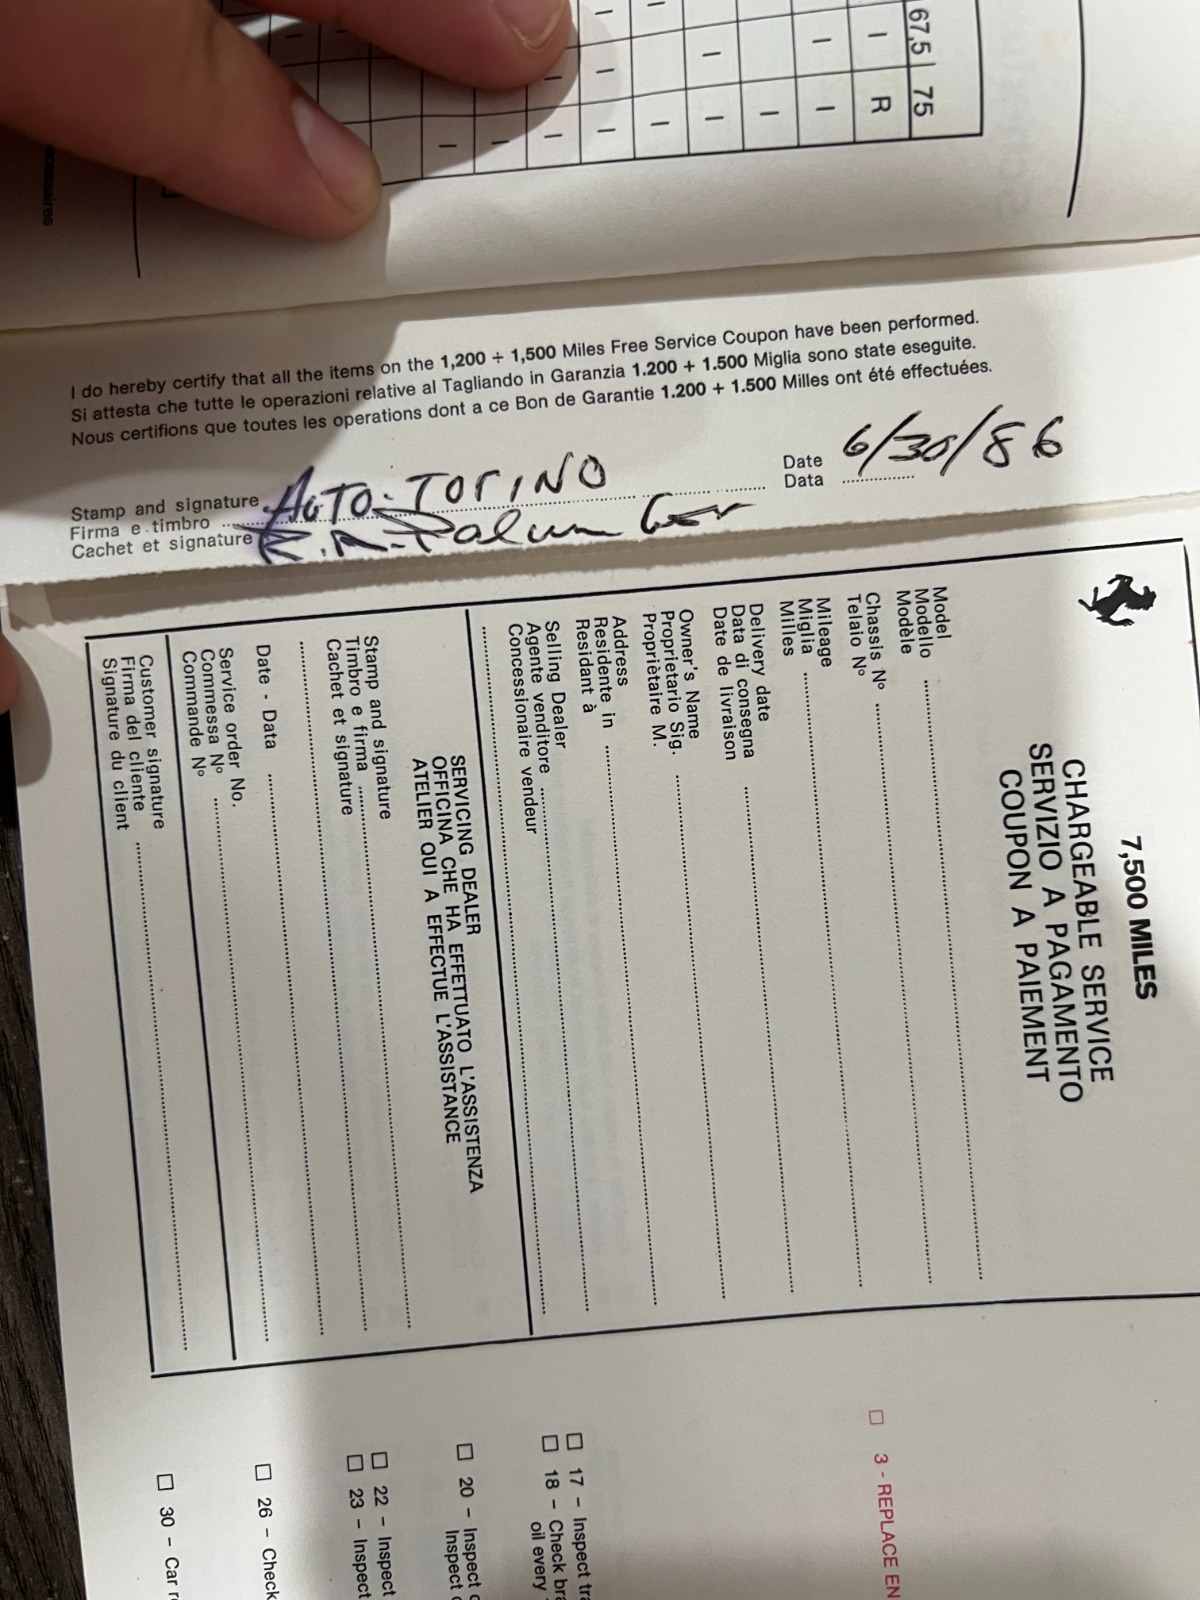 67,5 | 75
I
R
ecessaires
I do hereby certify that all the items on the 1,200 ÷ 1,500 Miles Free Service Coupon have been performed.
Si attesta che tutte le operazioni relative al Tagliando in Garanzia 1.200 + 1.500 Miglia sono state eseguite.
Nous certifions que toutes les operations dont a ce Bon de Garantie 1.200 + 1.500 Milles ont été effectuées.
Stamp and signature AUTO-TORINO
Firma e timbro
Cachet et signature
Date 6/30/86
Data
7,500 MILES
CHARGEABLE SERVICE
SERVIZIO A PAGAMENTO
COUPON A PAIEMENT
Model
Modello
Modèle
Chassis N°
Telaio N°
Mileage
Miglia
Milles
Delivery date
Data di consegna
Date de livraison
Owner's Name
Proprietario Sig.
Propriètaire M.
Address
Residente in
Residant à
Selling Dealer
Agente venditore
Concessionaire vendeur
SERVICING DEALER
OFFICINA CHE HA EFFETTUATO L'ASSISTENZA
ATELIER QUI A EFFECTUE L'ASSISTANCE
Stamp and signature
Timbro e firma
Cachet et signature
Date - Data
Service order No.
Commessa N°
Commande N°
Customer signature
Firma del cliente
Signature du client
3 - REPLACE EN
17 - Inspect tra
18 - Check bra
oil every
20 - Inspect c
Inspect c
22 - Inspect
23 - Inspect
26 - Check
30 - Car r